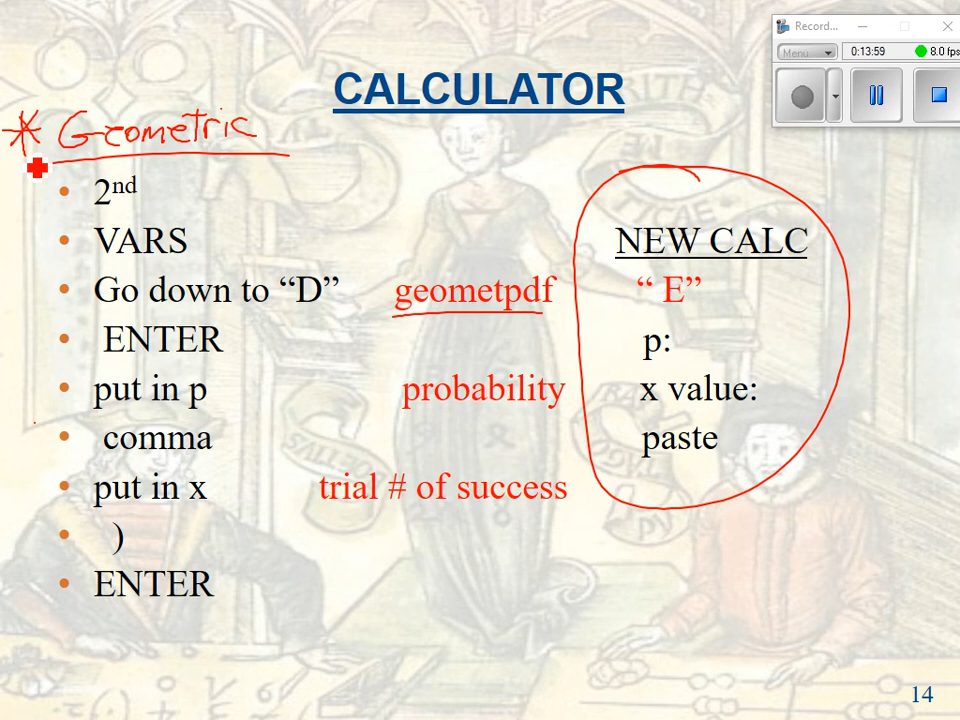 Record...
Menu
0:13:59
8.0 fps
CALCULATOR
* Geometric
• 2nd
• VARS
NEW CALC
• Go down to “D” geometpdf “ E”
• ENTER p:
• put in p probability x value:
• comma paste
• put in x trial # of success
• )
• ENTER
14